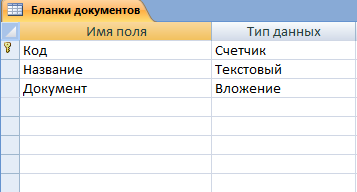 Бланки документов
Имя поля Тип данных
Код Счетчик
Название Текстовый
Документ Вложение